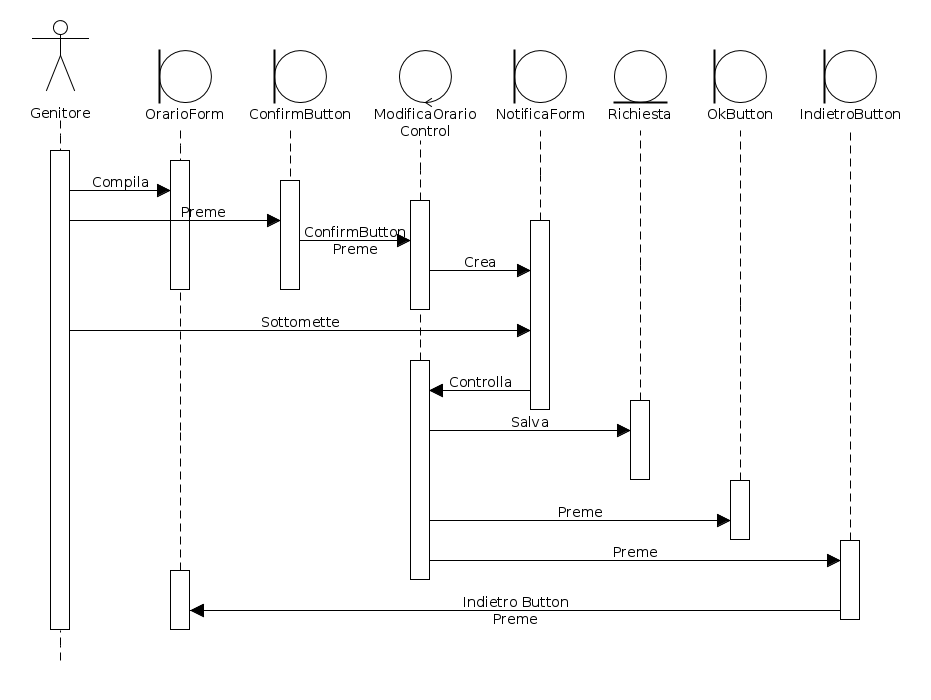 Genitore
OrarioForm
ConfirmButton
ModificaOrario
Control
NotificaForm
Richiesta
OkButton
IndietroButton
Compila
Preme
ConfirmButton
Preme
Crea
Sottomette
Controlla
Salva
Preme
Preme
Indietro Button
Preme